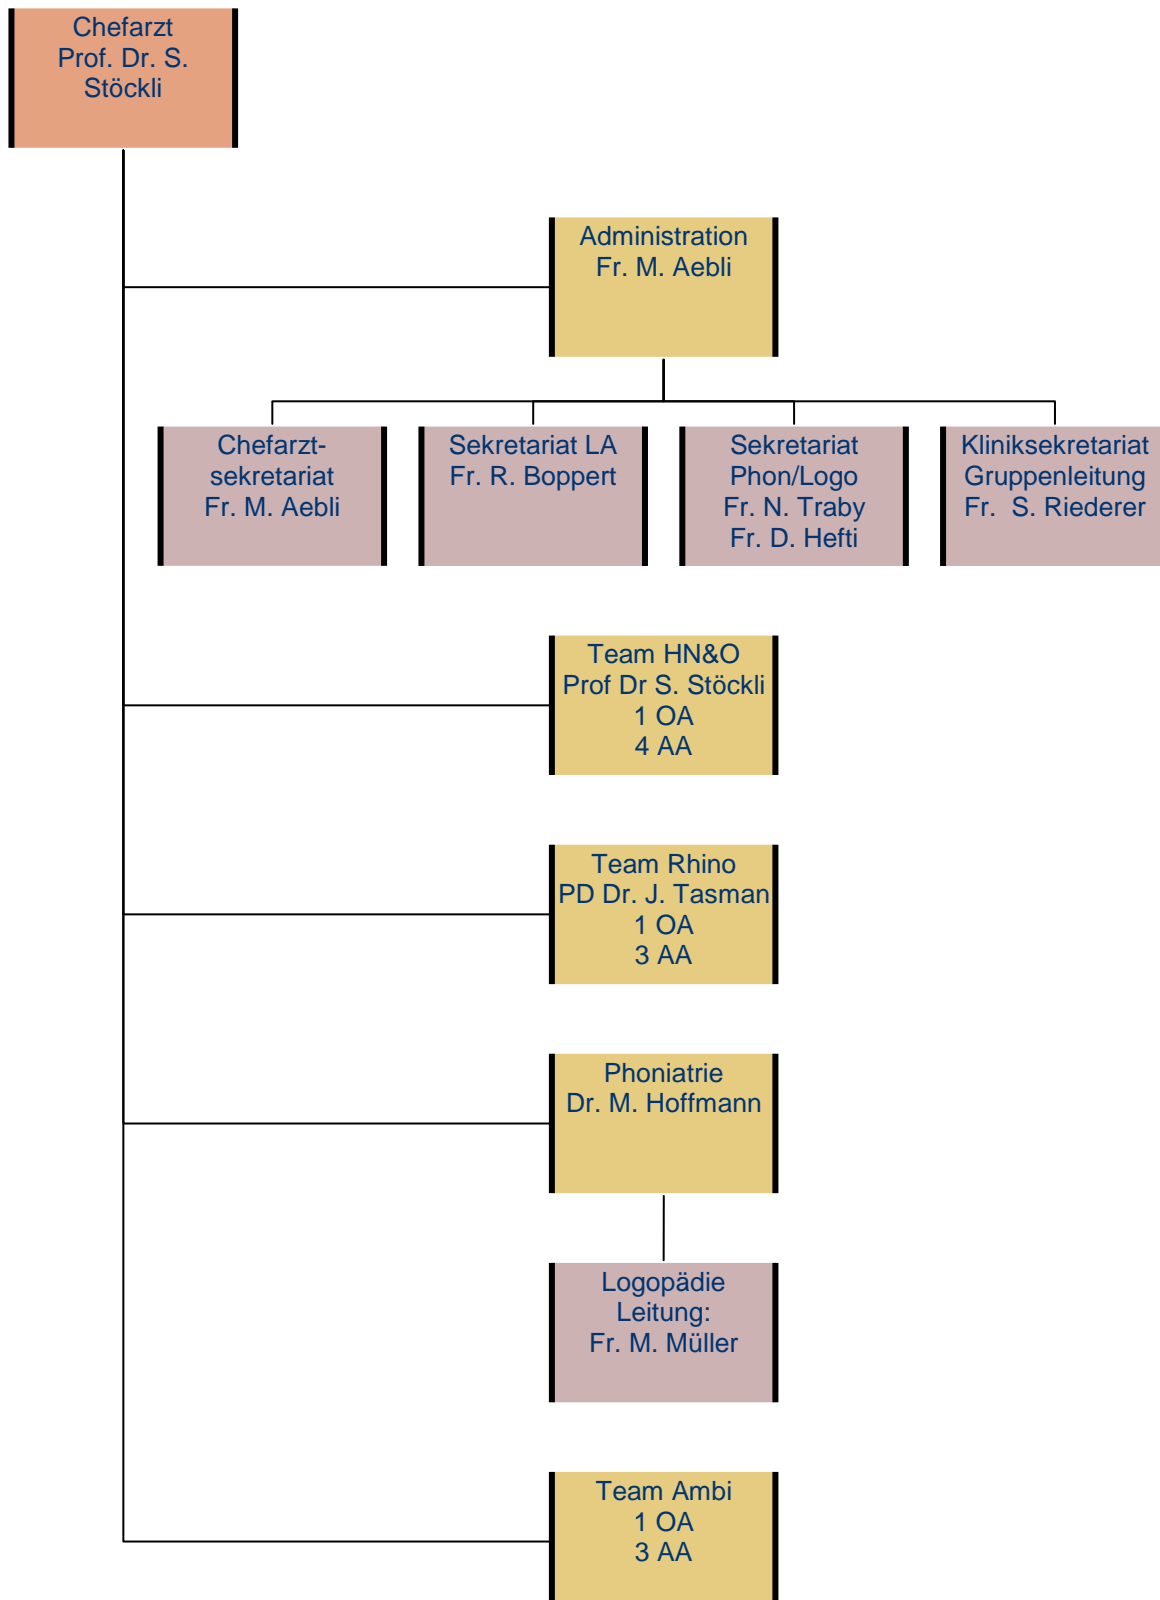 Chefarzt
Prof. Dr. S.
Stöckli
Administration
Fr. M. Aebli
Chefarzt-
sekretariat
Fr. M. Aebli
Sekretariat LA
Fr. R. Boppert
Sekretariat
Phon/Logo
Fr. N. Traby
Fr. D. Hefti
Kliniksekretariat
Gruppenleitung
Fr.  S. Riederer
Team HN&O
Prof Dr S. Stöckli
1 OA
4 AA
Team Rhino
PD Dr. J. Tasman
1 OA
3 AA
Phoniatrie
Dr. M. Hoffmann
Logopädie
Leitung:
Fr. M. Müller
Team Ambi
1 OA
3 AA